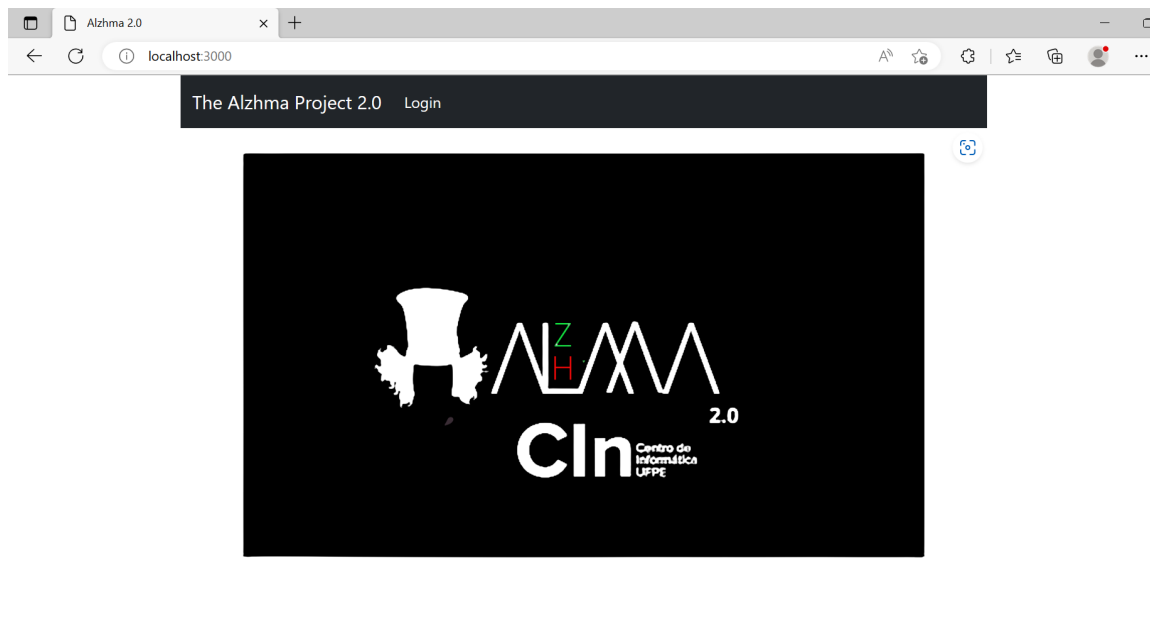 Alzhma 2.0
localhost:3000
The Alzhma Project 2.0 Login
ALZHMA
2.0
CIn
Centro de
Informática
UFPE